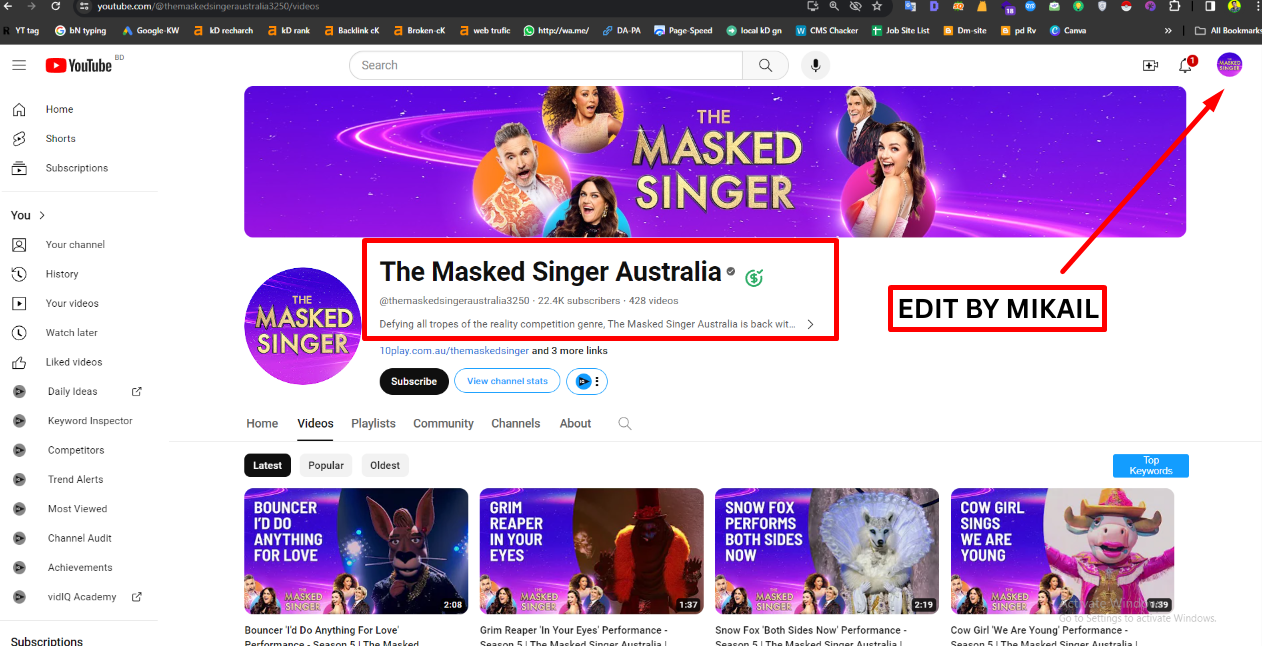 youtube.com/@themaskedsingeraustralia3250/videos
18
R YT tag
bN typing
Google-KW
kD recharch
kD rank
Backlink cK
Broken-cK
web trufic
http://wa.me/
DA-PA
Page-Speed
local kD gn
CMS Chacker
Job Site List
Dm-site
pd Rv
Canva
»
All Bookmarks
YouTube BD
Search
1
MASKED
SINGER
Home
Shorts
Subscriptions
You
Your channel
History
Your videos
Watch later
Liked videos
Daily Ideas
Keyword Inspector
Competitors
Trend Alerts
Most Viewed
Channel Audit
Achievements
vidIQ Academy
Subscriptions
THE
MASKED
SINGER
THE
MASKED
SINGER
The Masked Singer Australia
@themaskedsingeraustralia3250 · 22.4K subscribers · 428 videos
Defying all tropes of the reality competition genre, The Masked Singer Australia is back wit...
10play.com.au/themaskedsinger and 3 more links
EDIT BY MIKAIL
Subscribe
View channel stats
Home Videos Playlists Community Channels About
Latest Popular Oldest
Top
Keywords
BOUNCER
I'D DO
ANYTHING
FOR LOVE
THE
MASKED
SINGER
2:08
Bouncer 'I'd Do Anything For Love'
Performance - Season 5 | The Masked
GRIM
REAPER
IN YOUR
EYES
THE
MASKED
SINGER
1:37
Grim Reaper 'In Your Eyes' Performance -
Season 5 | The Masked Singer Australia |
SNOW FOX
PERFORMS
BOTH SIDES
NOW
THE
MASKED
SINGER
2:19
Snow Fox 'Both Sides Now' Performance -
Season 5 | The Masked Singer Australia |
COW GIRL
SINGS
WE ARE
YOUNG
THE
MASKED
SINGER
1:39
Cow Girl 'We Are Young' Performance -
Season 5 | The Masked Singer Australia |
Activate Windows
Go to Settings to activate Windows.